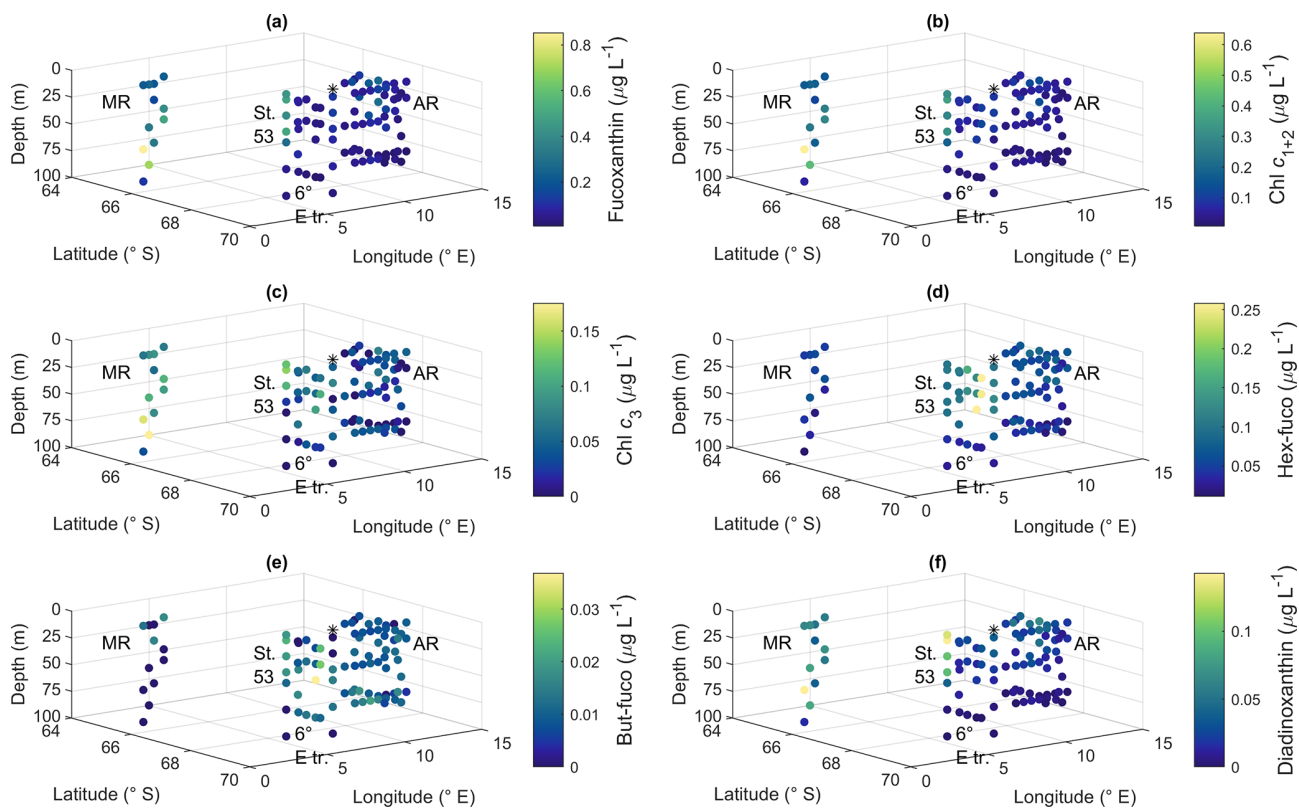 (a)
0
25
50
75
100
Depth (m)
64
66
68
70
Latitude (° S)
0
5
10
15
Longitude (° E)
MR
St.
53
6°
E tr.
*
AR
0.8
0.6
0.4
0.2
Fucoxanthin (μg L⁻¹)
(b)
0
25
50
75
100
Depth (m)
64
66
68
70
Latitude (° S)
0
5
10
15
Longitude (° E)
MR
St.
53
6°
E tr.
*
AR
0.6
0.5
0.4
0.3
0.2
0.1
Chl c₁₊₂ (μg L⁻¹)
(c)
0
25
50
75
100
Depth (m)
64
66
68
70
Latitude (° S)
0
5
10
15
Longitude (° E)
MR
St.
53
6°
E tr.
*
AR
0.15
0.1
0.05
0
Chl c₃ (μg L⁻¹)
(d)
0
25
50
75
100
Depth (m)
64
66
68
70
Latitude (° S)
0
5
10
15
Longitude (° E)
MR
St.
53
6°
E tr.
*
AR
0.25
0.2
0.15
0.1
0.05
Hex-fuco (μg L⁻¹)
(e)
0
25
50
75
100
Depth (m)
64
66
68
70
Latitude (° S)
0
5
10
15
Longitude (° E)
MR
St.
53
6°
E tr.
*
AR
0.03
0.02
0.01
0
But-fuco (μg L⁻¹)
(f)
0
25
50
75
100
Depth (m)
64
66
68
70
Latitude (° S)
0
5
10
15
Longitude (° E)
MR
St.
53
6°
E tr.
*
AR
0.1
0.05
0
Diadinoxanthin (μg L⁻¹)